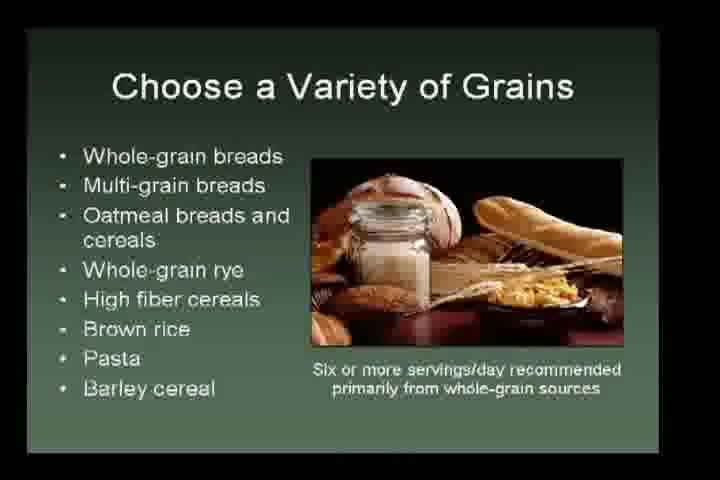 Choose a Variety of Grains
• Whole-grain breads
• Multi-grain breads
• Oatmeal breads and
cereals
• Whole-grain rye
• High fiber cereals
• Brown rice
• Pasta
• Barley cereal
Six or more servings/day recommended
primarily from whole-grain sources